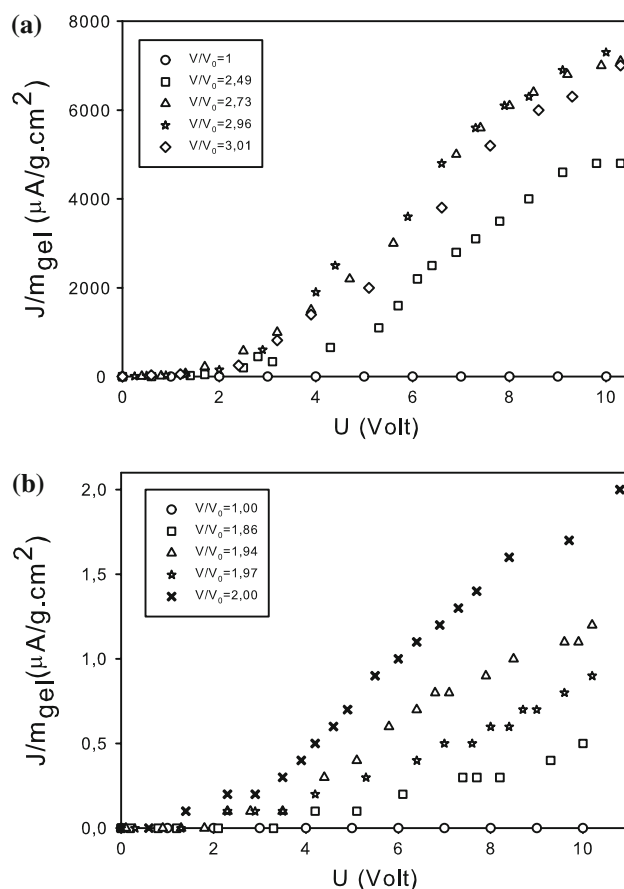 (a)
8000
6000
4000
2000
0
J/m_gel (µA/g.cm²)
V/V₀=1
V/V₀=2,49
V/V₀=2,73
V/V₀=2,96
V/V₀=3,01
0 2 4 6 8 10
U (Volt)
(b)
2,0
1,5
1,0
0,5
0,0
J/m_gel(µA/g.cm²)
V/V₀=1,00
V/V₀=1,86
V/V₀=1,94
V/V₀=1,97
V/V₀=2,00
0 2 4 6 8 10
U (Volt)